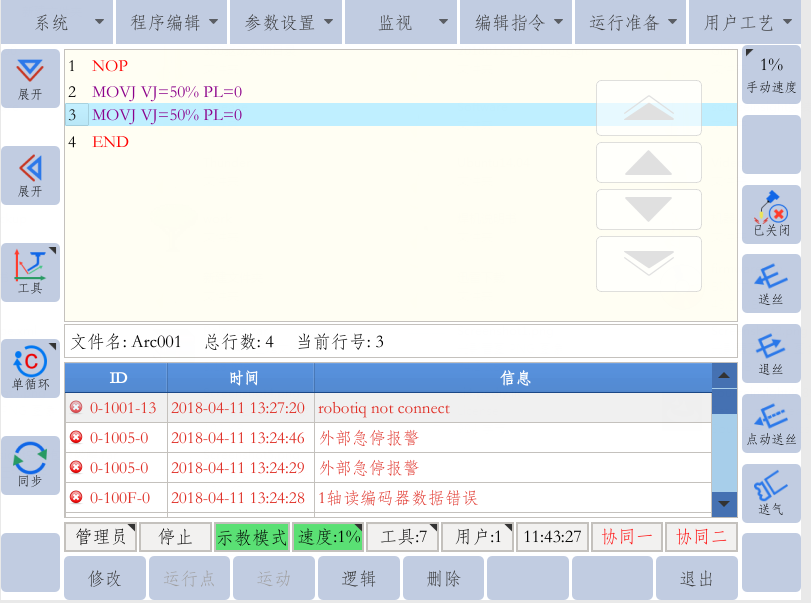 系统 程序编辑 参数设置 监视 编辑指令 运行准备 用户工艺
展开
展开
工具
单循环
同步
1 NOP
2 MOVJ VJ=50% PL=0
3 MOVJ VJ=50% PL=0
4 END
1%
手动速度
已关闭
送丝
退丝
点动送丝
送气
文件名: Arc001 总行数: 4 当前行号: 3
ID 时间 信息
0-1001-13 2018-04-11 13:27:20 robotiq not connect
0-1005-0 2018-04-11 13:24:46 外部急停报警
0-1005-0 2018-04-11 13:24:29 外部急停报警
0-100F-0 2018-04-11 13:24:28 1轴读编码器数据错误
管理员 停止 示教模式 速度:1% 工具:7 用户:1 11:43:27 协同一 协同二
修改 运行点 运动 逻辑 删除 退出